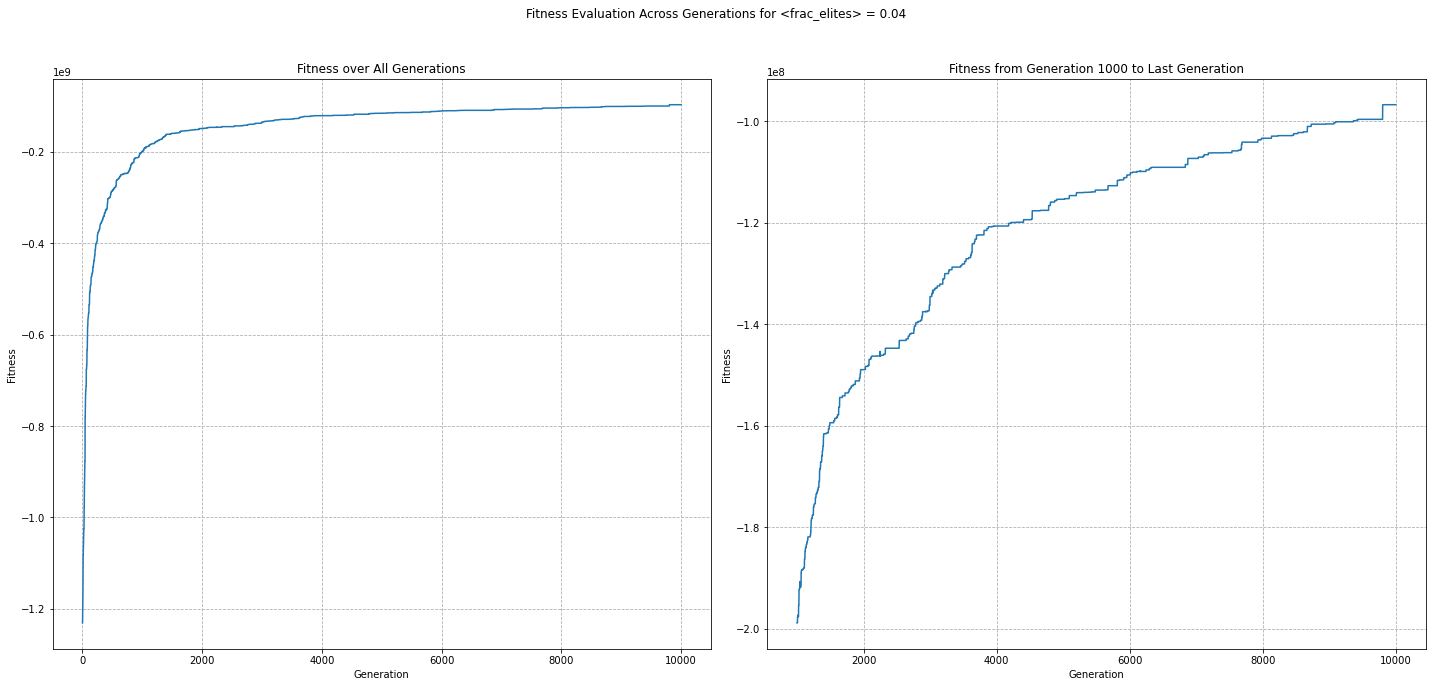 Fitness Evaluation Across Generations for <frac_elites> = 0.04
Fitness over All Generations
1e9
−0.2
−0.4
−0.6
−0.8
−1.0
−1.2
Fitness
0
2000
4000
6000
8000
10000
Generation
Fitness from Generation 1000 to Last Generation
1e8
−1.0
−1.2
−1.4
−1.6
−1.8
−2.0
Fitness
2000
4000
6000
8000
10000
Generation